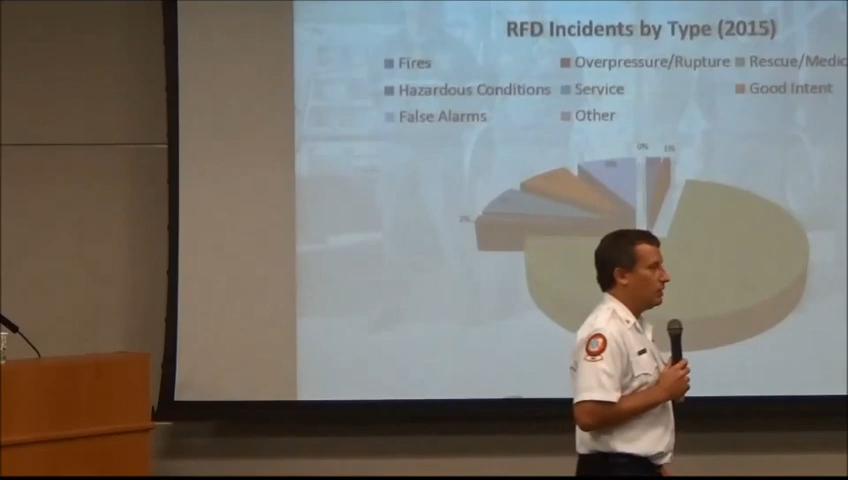 RFD Incidents by Type (2015)
Fires Overpressure/Rupture Rescue/Medic
Hazardous Conditions Service Good Intent
False Alarms Other
0% 1%